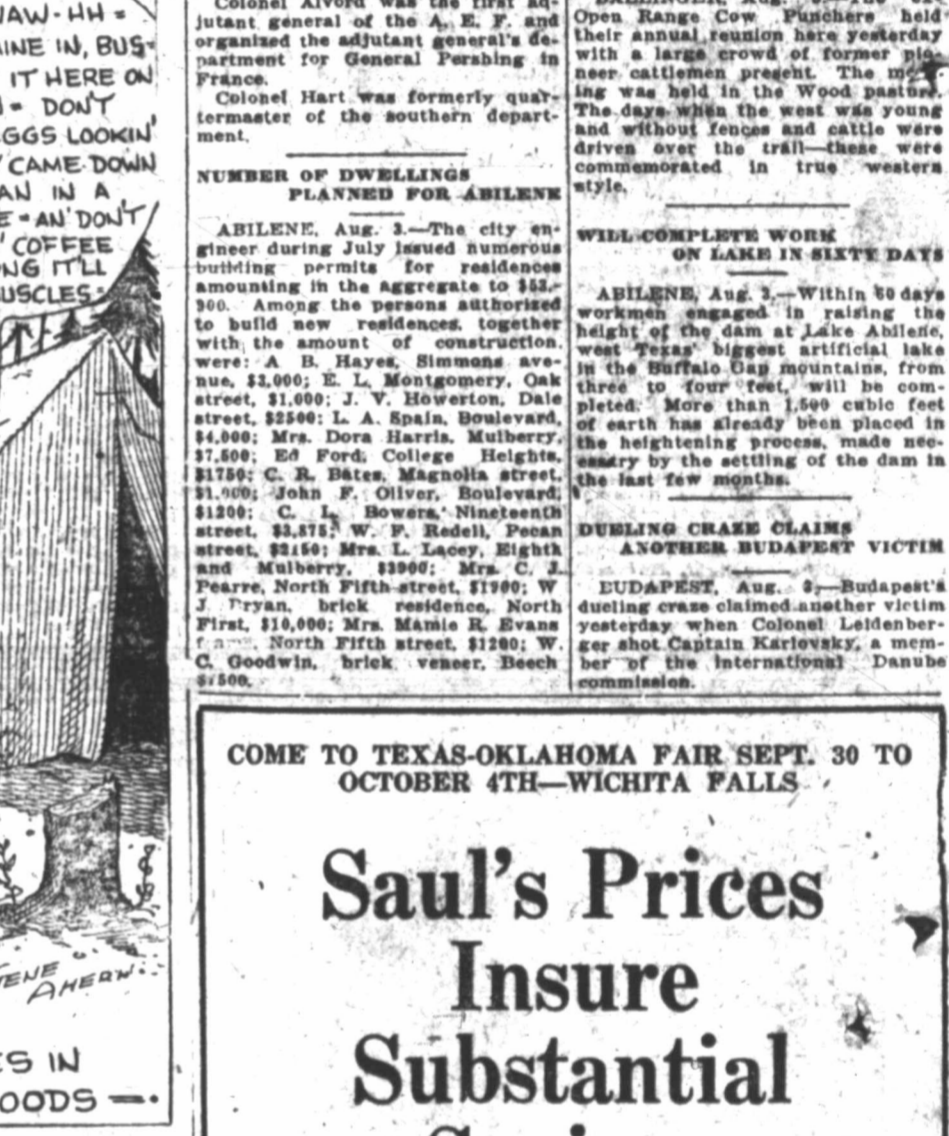 NAW-HH =
INE IN, BUS-
IT HERE ON
= DON'T
EGGS LOOKIN'
CAME DOWN
AN IN A
E = AN' DON'T
COFFEE
NG IT'LL
USCLES =
GENE
AHERN
ES IN
OODS —.
Colonel Alvord was the first ad-
jutant general of the A. E. F. and
organized the adjutant general's de-
partment for General Pershing in
France.
Colonel Hart was formerly quar-
termaster of the southern depart-
ment.
NUMBER OF DWELLINGS
PLANNED FOR ABILENE
ABILENE, Aug. 3.—The city en-
gineer during July issued numerous
building permits for residences
amounting in the aggregate to $53,-
900. Among the persons authorized
to build new residences, together
with the amount of construction,
were: A. B. Hayes, Simmons ave-
nue, $3,000; E. L. Montgomery, Oak
street, $1,000; J. V. Howerton, Dale
street, $2500; L. A. Spain, Boulevard,
$4,000; Mrs. Dora Harris, Mulberry,
$7,500; Ed Ford, College Heights,
$1750; C. R. Bates, Magnolia street,
John F. Oliver, Boulevard,
$1200; C. L. Bowers, Nineteenth
street, $3,875; W. F. Redell, Pecan
street, $2150; Mrs. L. Lacey, Eighth
and Mulberry, $3900; Mrs. C. J.
Pearre, North Fifth street, $1900; W
J. Bryan, brick residence, North
First, $10,000; Mrs. Mamie R. Evans
North Fifth street, $1200; W.
C. Goodwin, brick veneer, Beech
Open Range Cow Punchers held
their annual reunion here yesterday
with a large crowd of former pio-
neer cattlemen present. The meet-
ing was held in the Wood pasture.
The days when the west was young
and without fences and cattle were
driven over the trail—these were
commemorated in true western
style.
WILL COMPLETE WORK
ON LAKE IN SIXTY DAYS
ABILENE, Aug. 3.—Within 60 days
workmen engaged in raising the
height of the dam at Lake Abilene,
west Texas' biggest artificial lake
in the Buffalo Gap mountains, from
three to four feet, will be com-
pleted. More than 1,500 cubic feet
of earth has already been placed in
the heightening process, made nec-
essary by the settling of the dam in
the last few months.
DUELING CRAZE CLAIMS
ANOTHER BUDAPEST VICTIM
BUDAPEST, Aug. 3.—Budapest's
dueling craze claimed another victim
yesterday when Colonel Leidenber-
ger shot Captain Karlovsky, a mem-
ber of the international Danube
commission.
COME TO TEXAS-OKLAHOMA FAIR SEPT. 30 TO
OCTOBER 4TH—WICHITA FALLS
Saul's Prices
Insure
Substantial